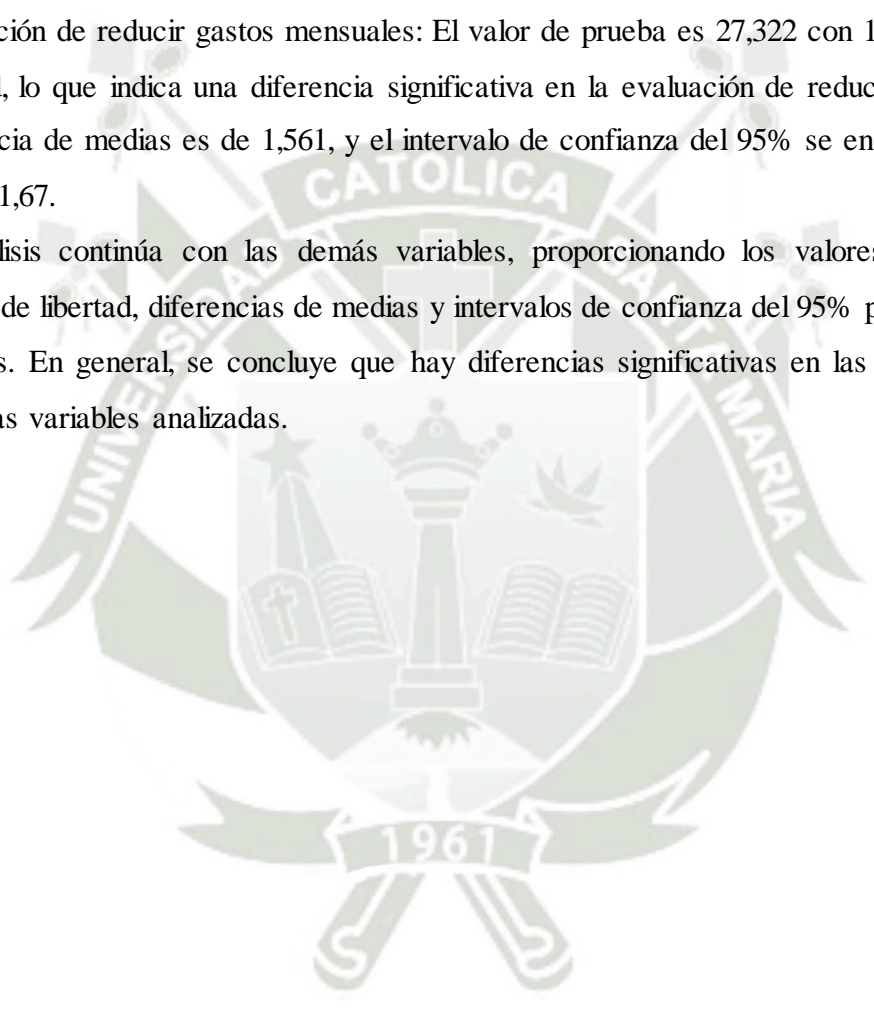 ción de reducir gastos mensuales: El valor de prueba es 27,322 con 1
, lo que indica una diferencia significativa en la evaluación de reduc
cia de medias es de 1,561, y el intervalo de confianza del 95% se en
1,67.
lisis continúa con las demás variables, proporcionando los valores
de libertad, diferencias de medias y intervalos de confianza del 95% p
s. En general, se concluye que hay diferencias significativas en las
as variables analizadas.
UNIVERSIDAD CATOLICA SANTA MARIA
1961